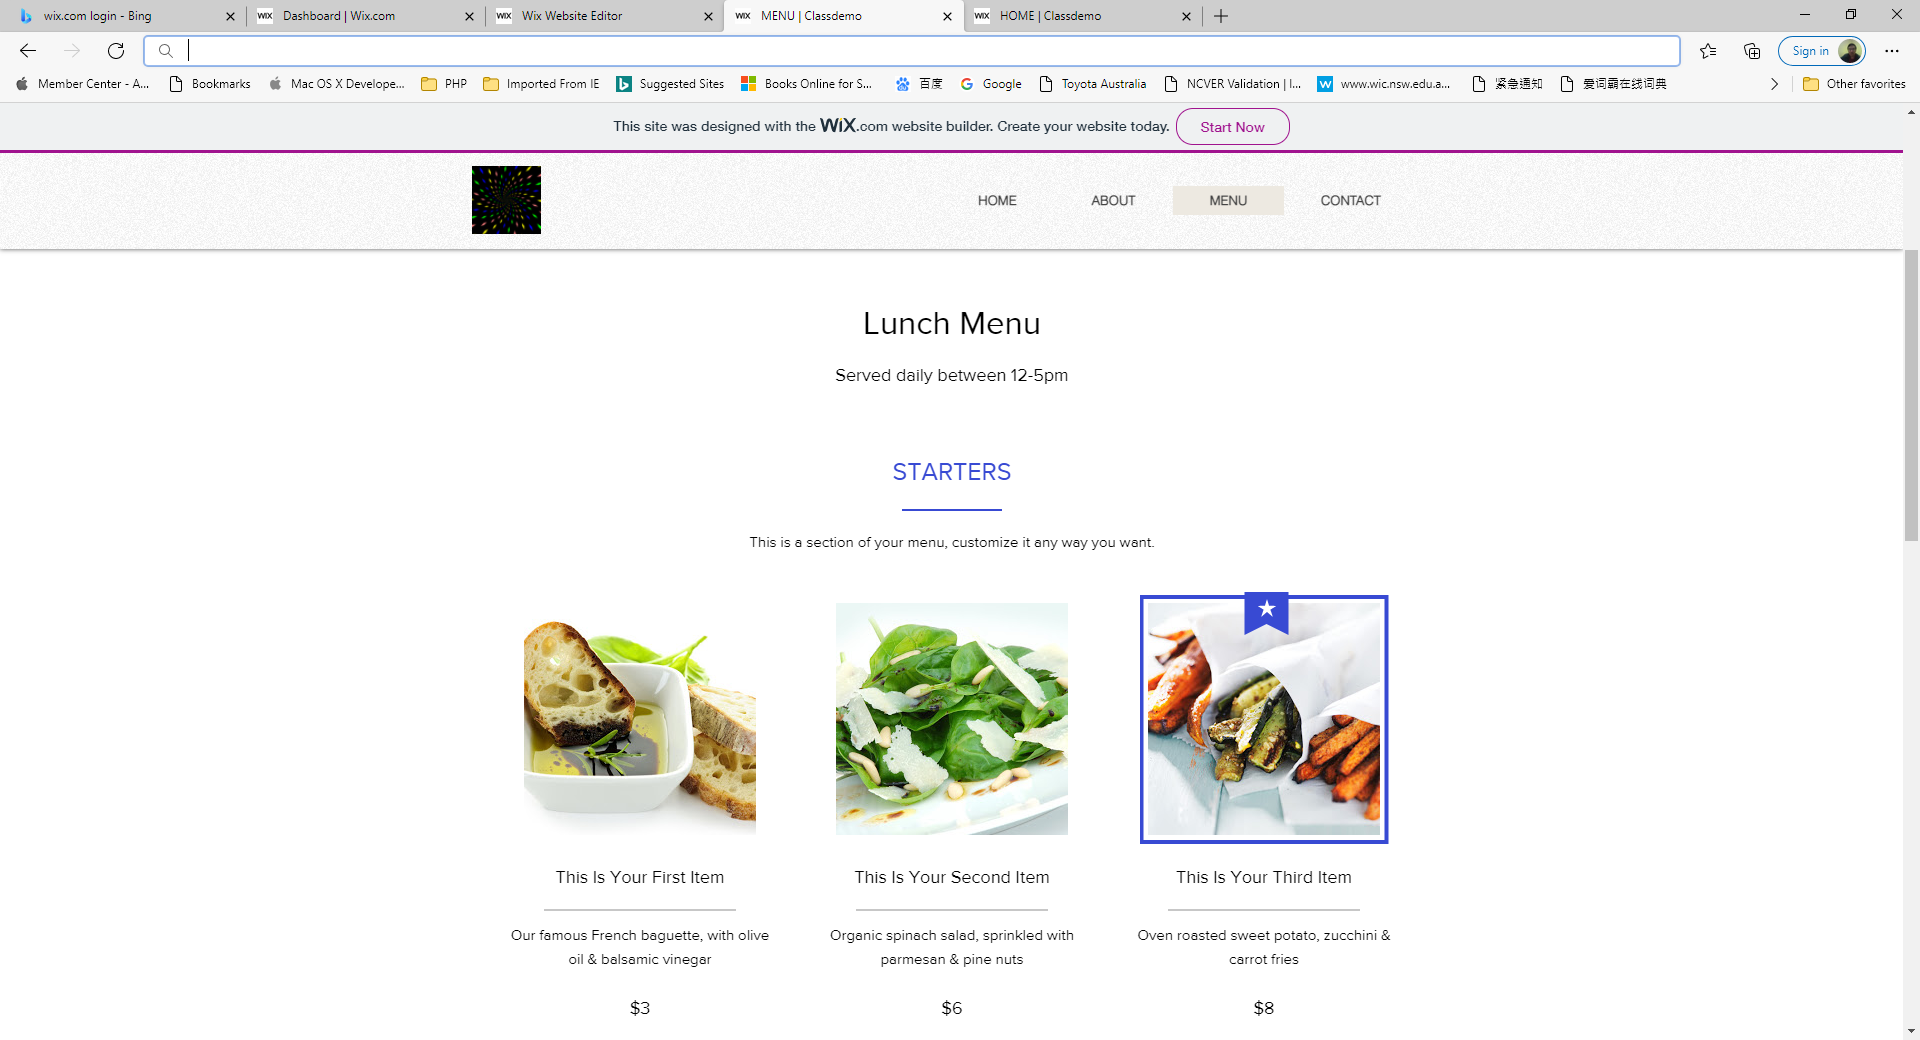 wix.com login - Bing
WiX Dashboard | Wix.com
WiX Wix Website Editor
WiX MENU | Classdemo
WiX HOME | Classdemo
Sign in
Member Center - A...
Bookmarks
Mac OS X Develope...
PHP
Imported From IE
Suggested Sites
Books Online for S...
百度
Google
Toyota Australia
NCVER Validation | I...
www.wic.nsw.edu.a...
紧急通知
爱词霸在线词典
Other favorites
This site was designed with the WiX.com website builder. Create your website today.
Start Now
HOME
ABOUT
MENU
CONTACT
Lunch Menu
Served daily between 12-5pm
STARTERS
This is a section of your menu, customize it any way you want.
This Is Your First Item
Our famous French baguette, with olive
oil & balsamic vinegar
$3
This Is Your Second Item
Organic spinach salad, sprinkled with
parmesan & pine nuts
$6
This Is Your Third Item
Oven roasted sweet potato, zucchini &
carrot fries
$8